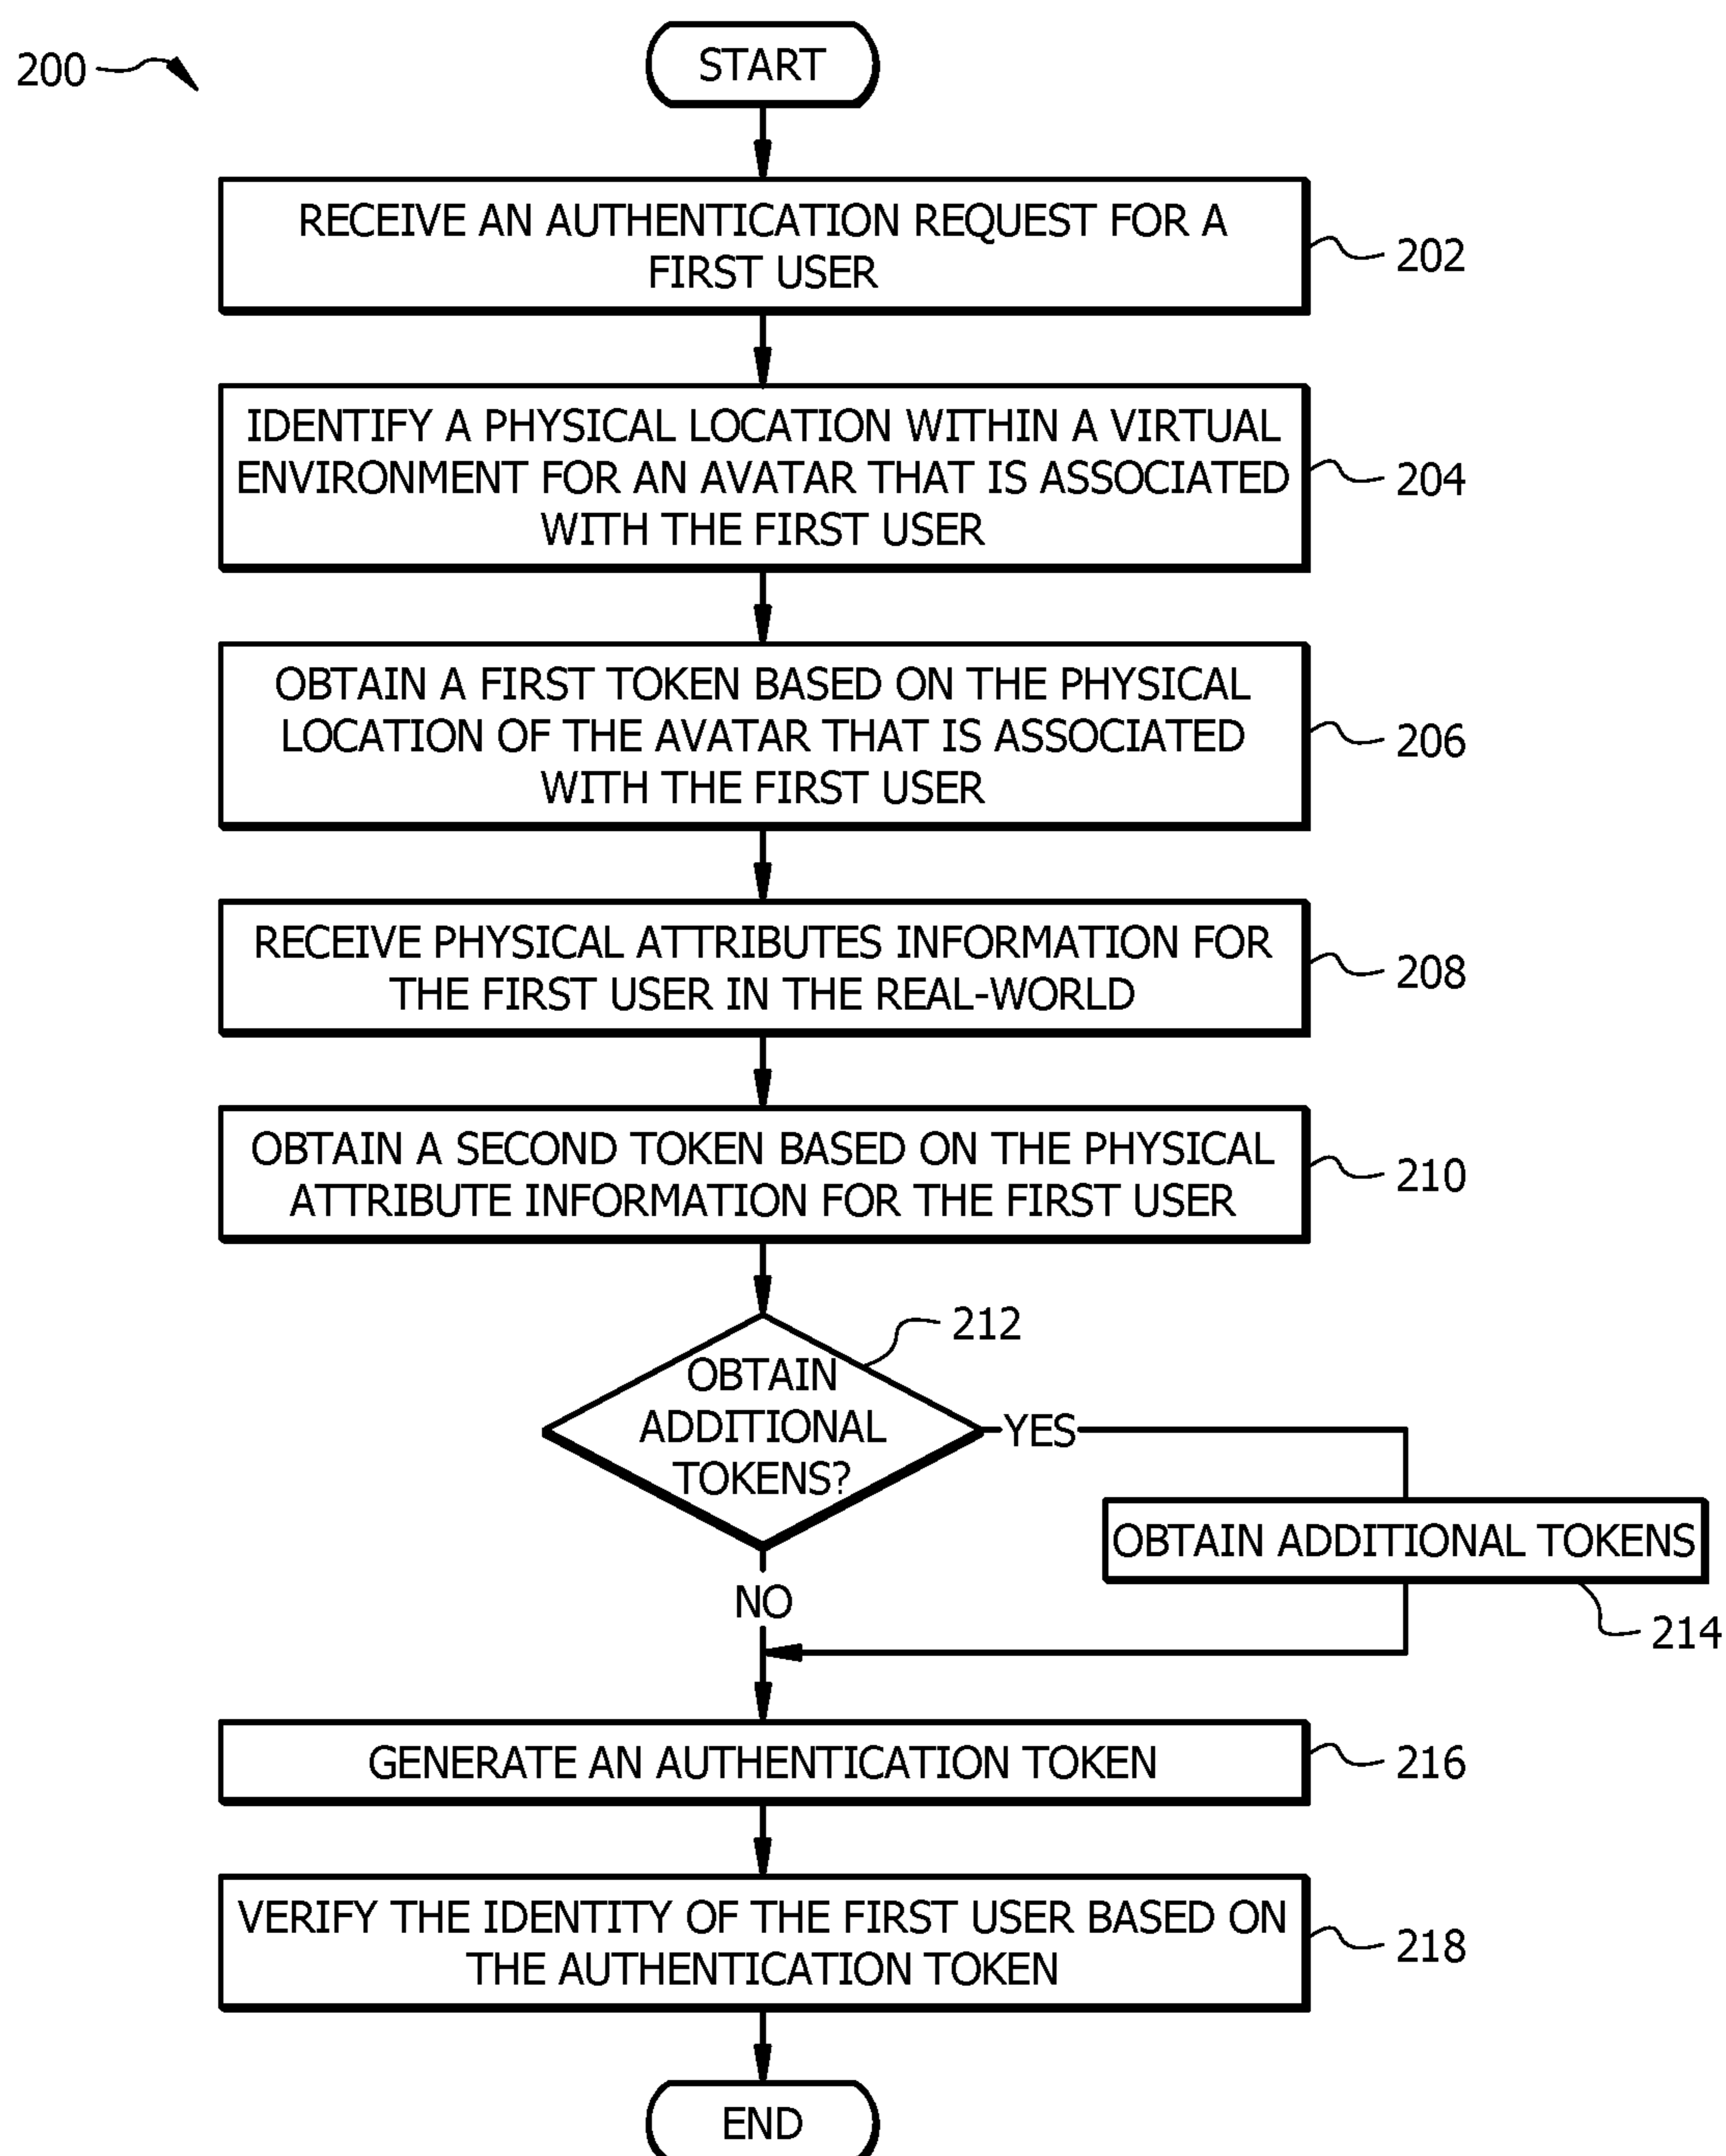 200
START
RECEIVE AN AUTHENTICATION REQUEST FOR A
FIRST USER
202
IDENTIFY A PHYSICAL LOCATION WITHIN A VIRTUAL
ENVIRONMENT FOR AN AVATAR THAT IS ASSOCIATED
WITH THE FIRST USER
204
OBTAIN A FIRST TOKEN BASED ON THE PHYSICAL
LOCATION OF THE AVATAR THAT IS ASSOCIATED
WITH THE FIRST USER
206
RECEIVE PHYSICAL ATTRIBUTES INFORMATION FOR
THE FIRST USER IN THE REAL-WORLD
208
OBTAIN A SECOND TOKEN BASED ON THE PHYSICAL
ATTRIBUTE INFORMATION FOR THE FIRST USER
210
212
OBTAIN
ADDITIONAL
TOKENS?
YES
OBTAIN ADDITIONAL TOKENS
214
NO
GENERATE AN AUTHENTICATION TOKEN
216
VERIFY THE IDENTITY OF THE FIRST USER BASED ON
THE AUTHENTICATION TOKEN
218
END